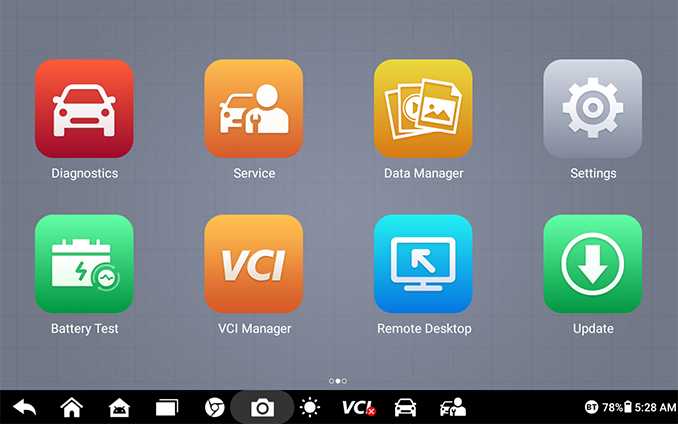 Diagnostics
Service
Data Manager
Settings
VCI
Battery Test
VCI Manager
Remote Desktop
Update
VCI
BT 78% 5:28 AM